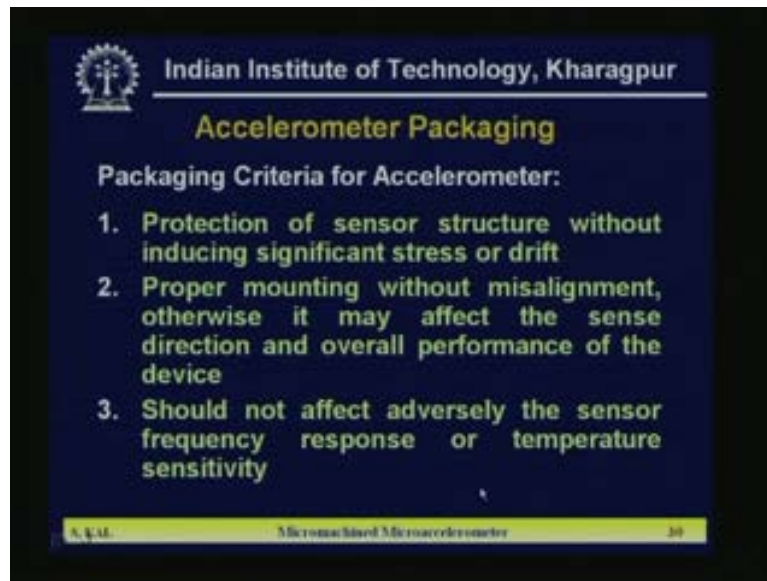 Indian Institute of Technology, Kharagpur
Accelerometer Packaging
Packaging Criteria for Accelerometer:
1. Protection of sensor structure without
inducing significant stress or drift
2. Proper mounting without misalignment,
otherwise it may affect the sense
direction and overall performance of the
device
3. Should not affect adversely the sensor
frequency response or temperature
sensitivity
Micromachined Microaccelerometer